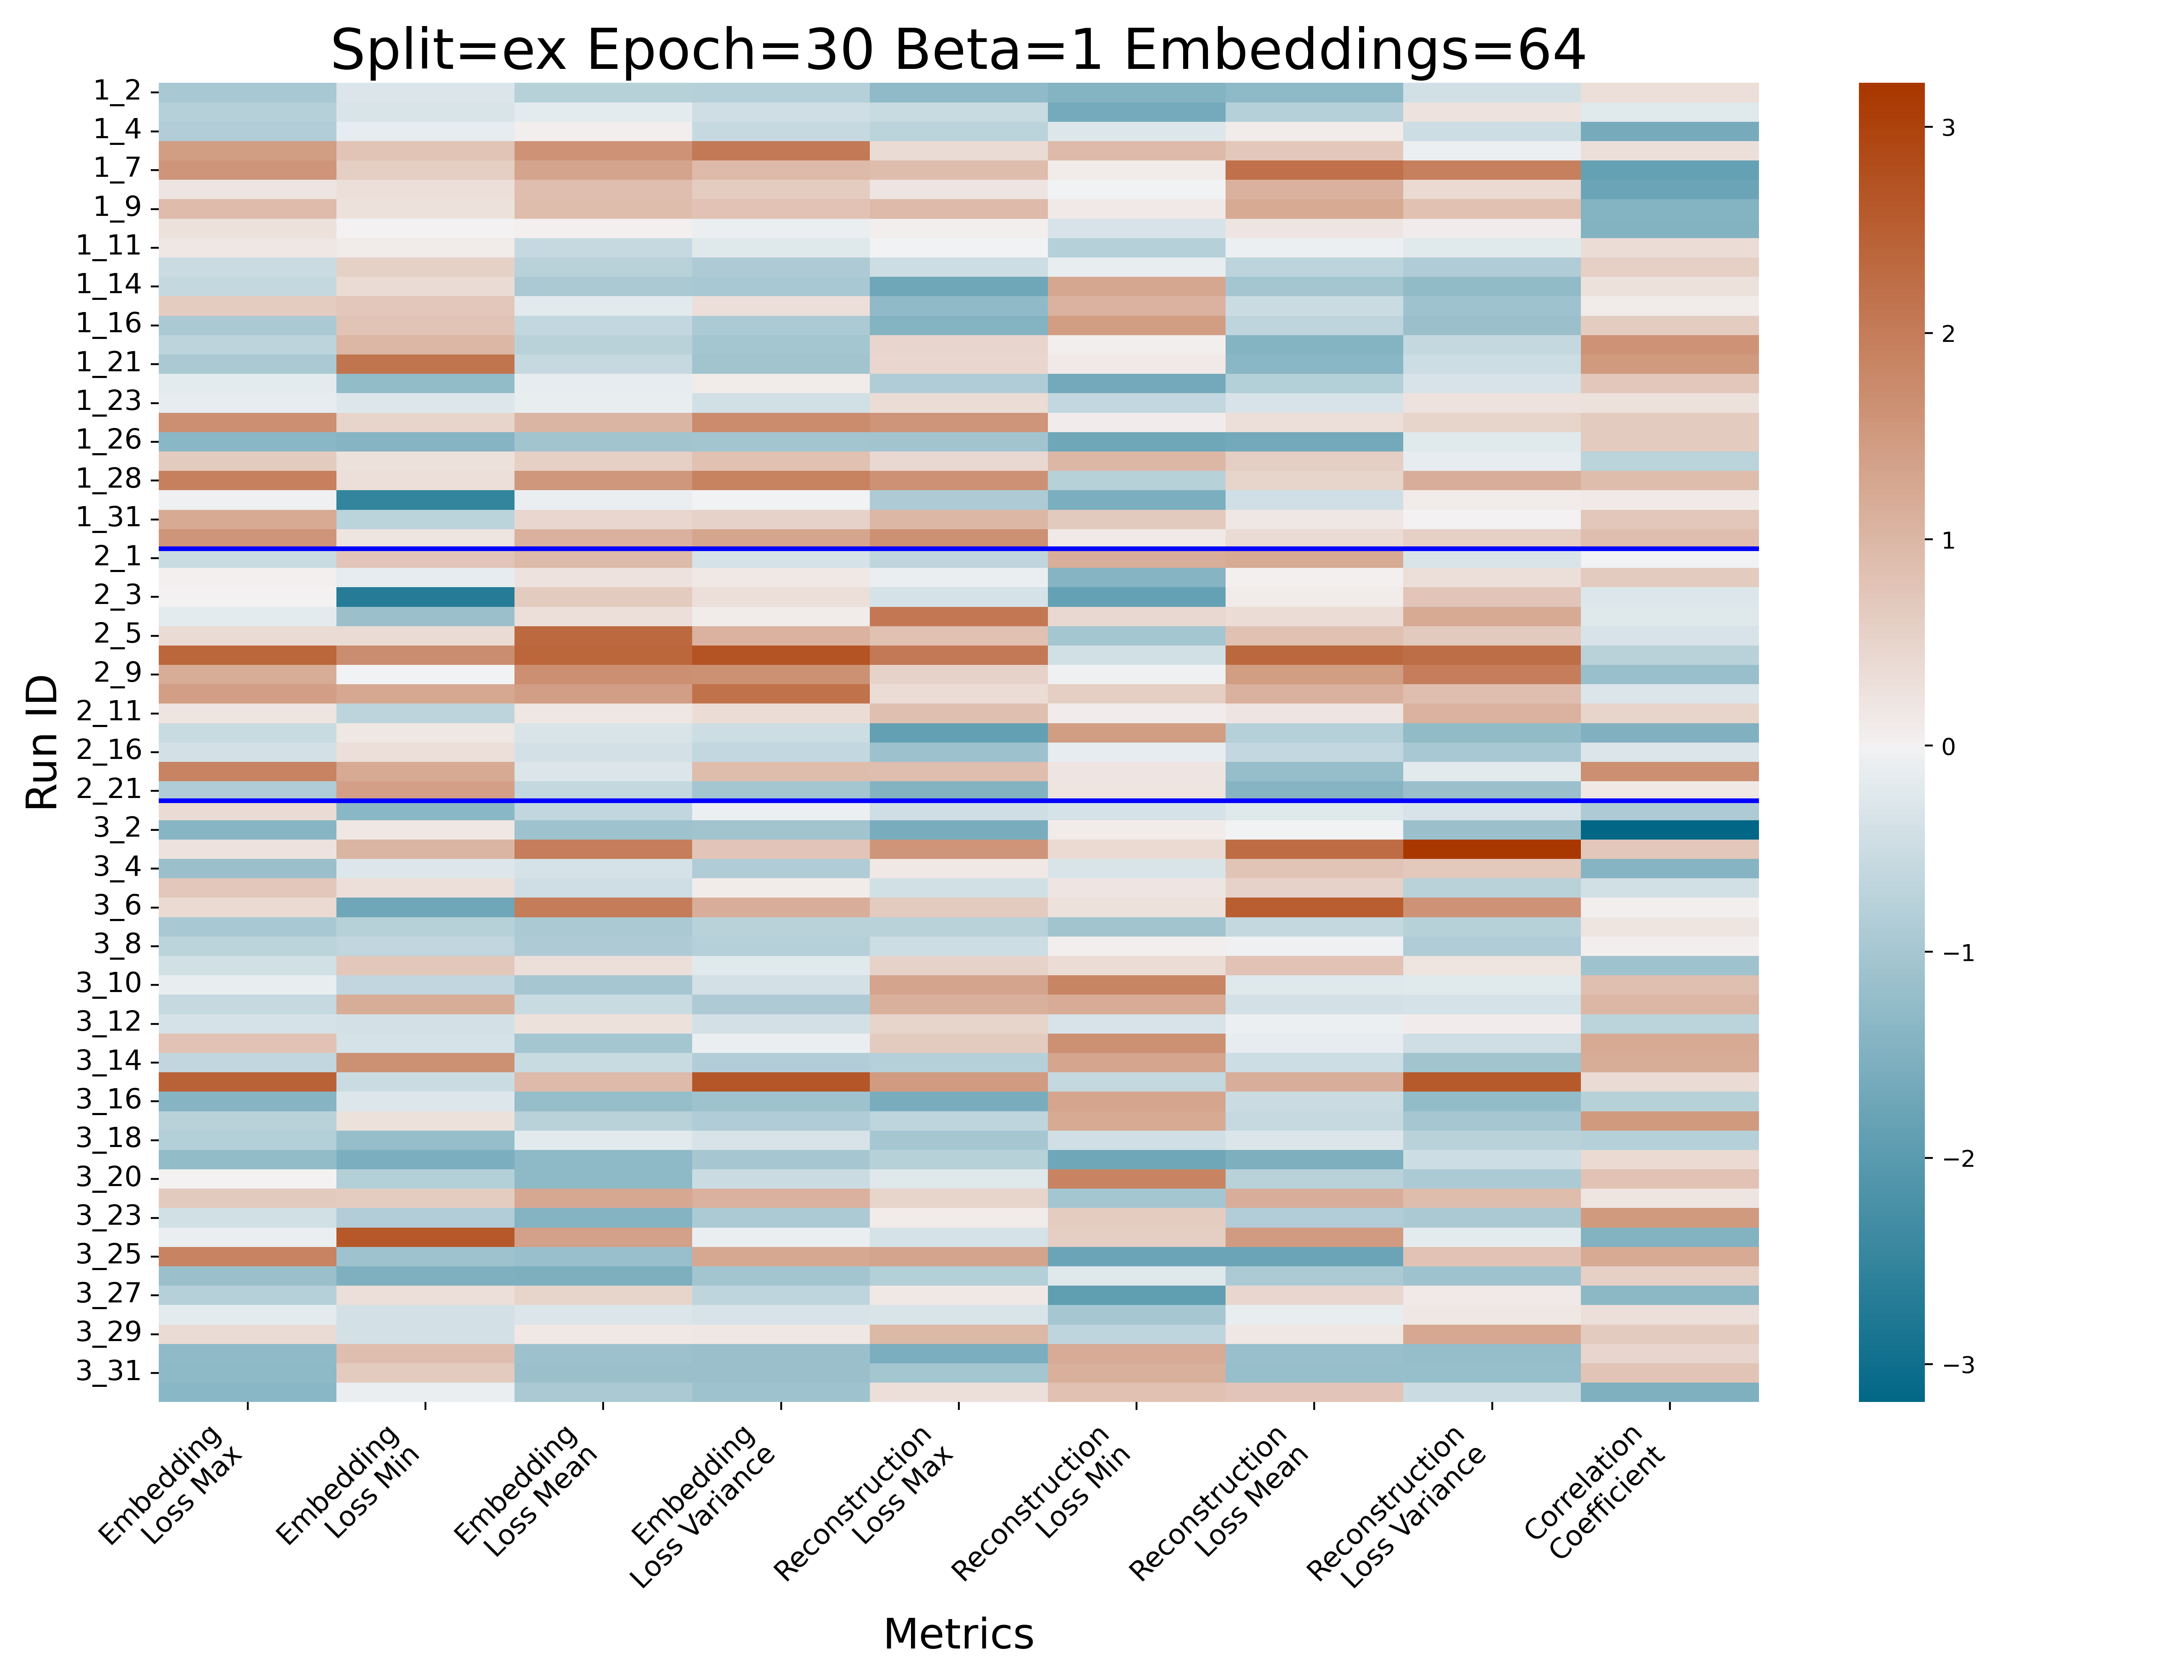 Split=ex Epoch=30 Beta=1 Embeddings=64
Run ID
1_2
1_4
1_7
1_9
1_11
1_14
1_16
1_21
1_23
1_26
1_28
1_31
2_1
2_3
2_5
2_9
2_11
2_16
2_21
3_2
3_4
3_6
3_8
3_10
3_12
3_14
3_16
3_18
3_20
3_23
3_25
3_27
3_29
3_31
3
2
1
0
−1
−2
−3
Embedding
Loss Max
Embedding
Loss Min
Embedding
Loss Mean
Embedding
Loss Variance
Reconstruction
Loss Max
Reconstruction
Loss Min
Reconstruction
Loss Mean
Reconstruction
Loss Variance
Correlation
Coefficient
Metrics